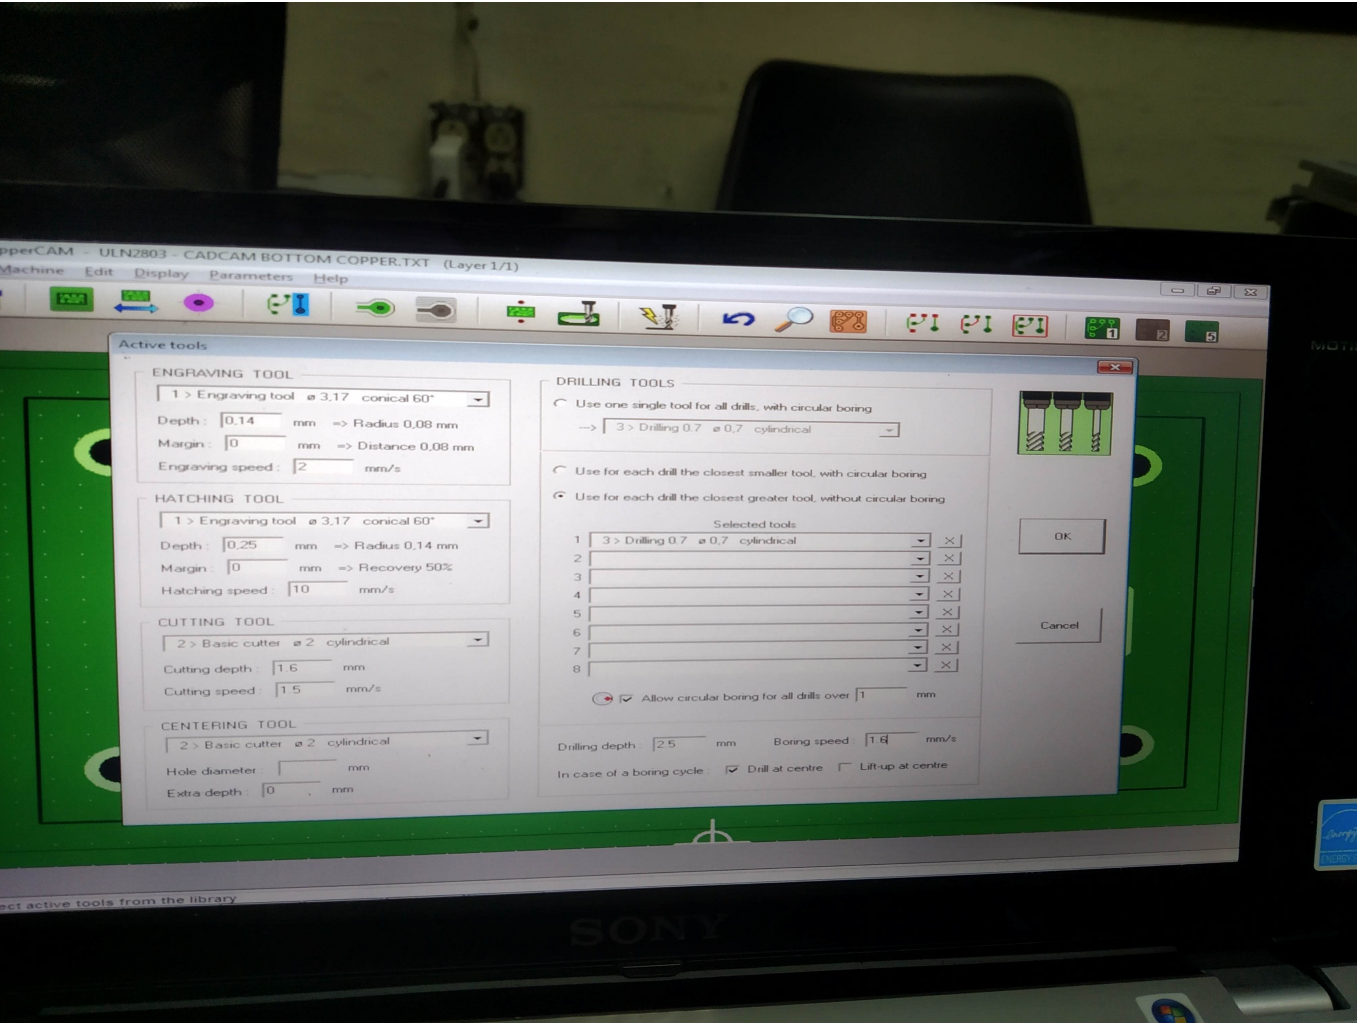 pperCAM - ULN2803 - CADCAM BOTTOM COPPER.TXT (Layer 1/1)
Machine Edit Display Parameters Help
1 2 5
Active tools
ENGRAVING TOOL
1 > Engraving tool ⌀ 3,17 conical 60°
Depth : 0,14 mm => Radius 0,08 mm
Margin : 0 mm => Distance 0,08 mm
Engraving speed : 2 mm/s
HATCHING TOOL
1 > Engraving tool ⌀ 3,17 conical 60°
Depth : 0,25 mm => Radius 0,14 mm
Margin : 0 mm => Recovery 50%
Hatching speed : 10 mm/s
CUTTING TOOL
2 > Basic cutter ⌀ 2 cylindrical
Cutting depth : 1.6 mm
Cutting speed : 1.5 mm/s
CENTERING TOOL
2 > Basic cutter ⌀ 2 cylindrical
Hole diameter : mm
Extra depth : 0 mm
DRILLING TOOLS
Use one single tool for all drills, with circular boring
--> 3 > Drilling 0.7 ⌀ 0,7 cylindrical
Use for each drill the closest smaller tool, with circular boring
Use for each drill the closest greater tool, without circular boring
Selected tools
1 3 > Drilling 0.7 ⌀ 0,7 cylindrical
2
3
4
5
6
7
8
Allow circular boring for all drills over 1 mm
Drilling depth : 2.5 mm Boring speed : 1.6 mm/s
In case of a boring cycle : Drill at centre Lift-up at centre
OK
Cancel
ect active tools from the library
SONY
MOTI
ENERGY